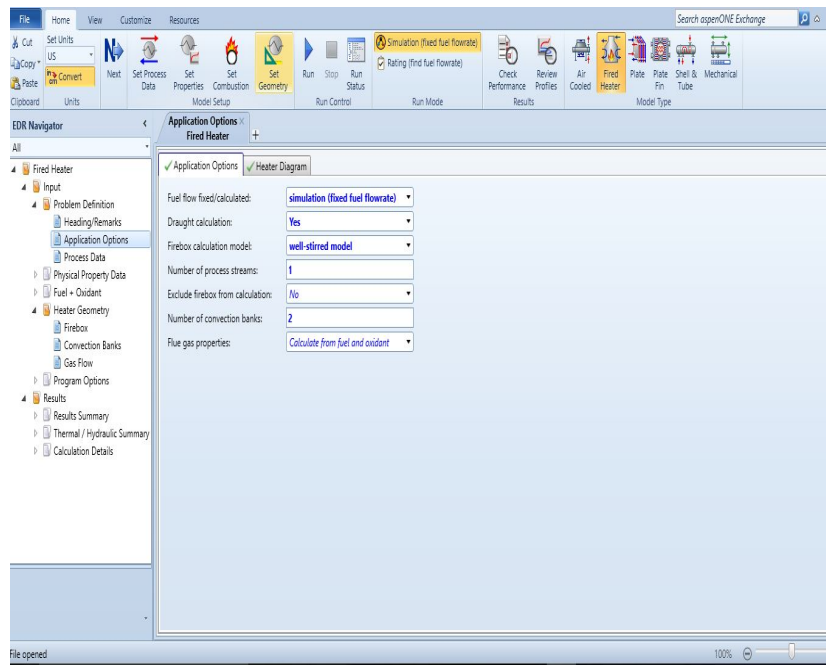 File Home View Customize Resources Search aspenONE Exchange
Cut
Copy
Paste
Clipboard
Set Units
US
Convert
Units
Next
Set Process Data
Set Properties
Set Combustion
Set Geometry
Model Setup
Run
Stop
Run Status
Run Control
Simulation (fixed fuel flowrate)
Rating (find fuel flowrate)
Run Mode
Check Performance
Review Profiles
Results
Air Cooled
Fired Heater
Plate
Plate Fin
Shell & Tube
Mechanical
Model Type
EDR Navigator
All
Fired Heater
Input
Problem Definition
Heading/Remarks
Application Options
Process Data
Physical Property Data
Fuel + Oxidant
Heater Geometry
Firebox
Convection Banks
Gas Flow
Program Options
Results
Results Summary
Thermal / Hydraulic Summary
Calculation Details
Application Options ×
Fired Heater +
Application Options Heater Diagram
Fuel flow fixed/calculated: simulation (fixed fuel flowrate)
Draught calculation: Yes
Firebox calculation model: well-stirred model
Number of process streams: 1
Exclude firebox from calculation: No
Number of convection banks: 2
Flue gas properties: Calculate from fuel and oxidant
File opened 100%